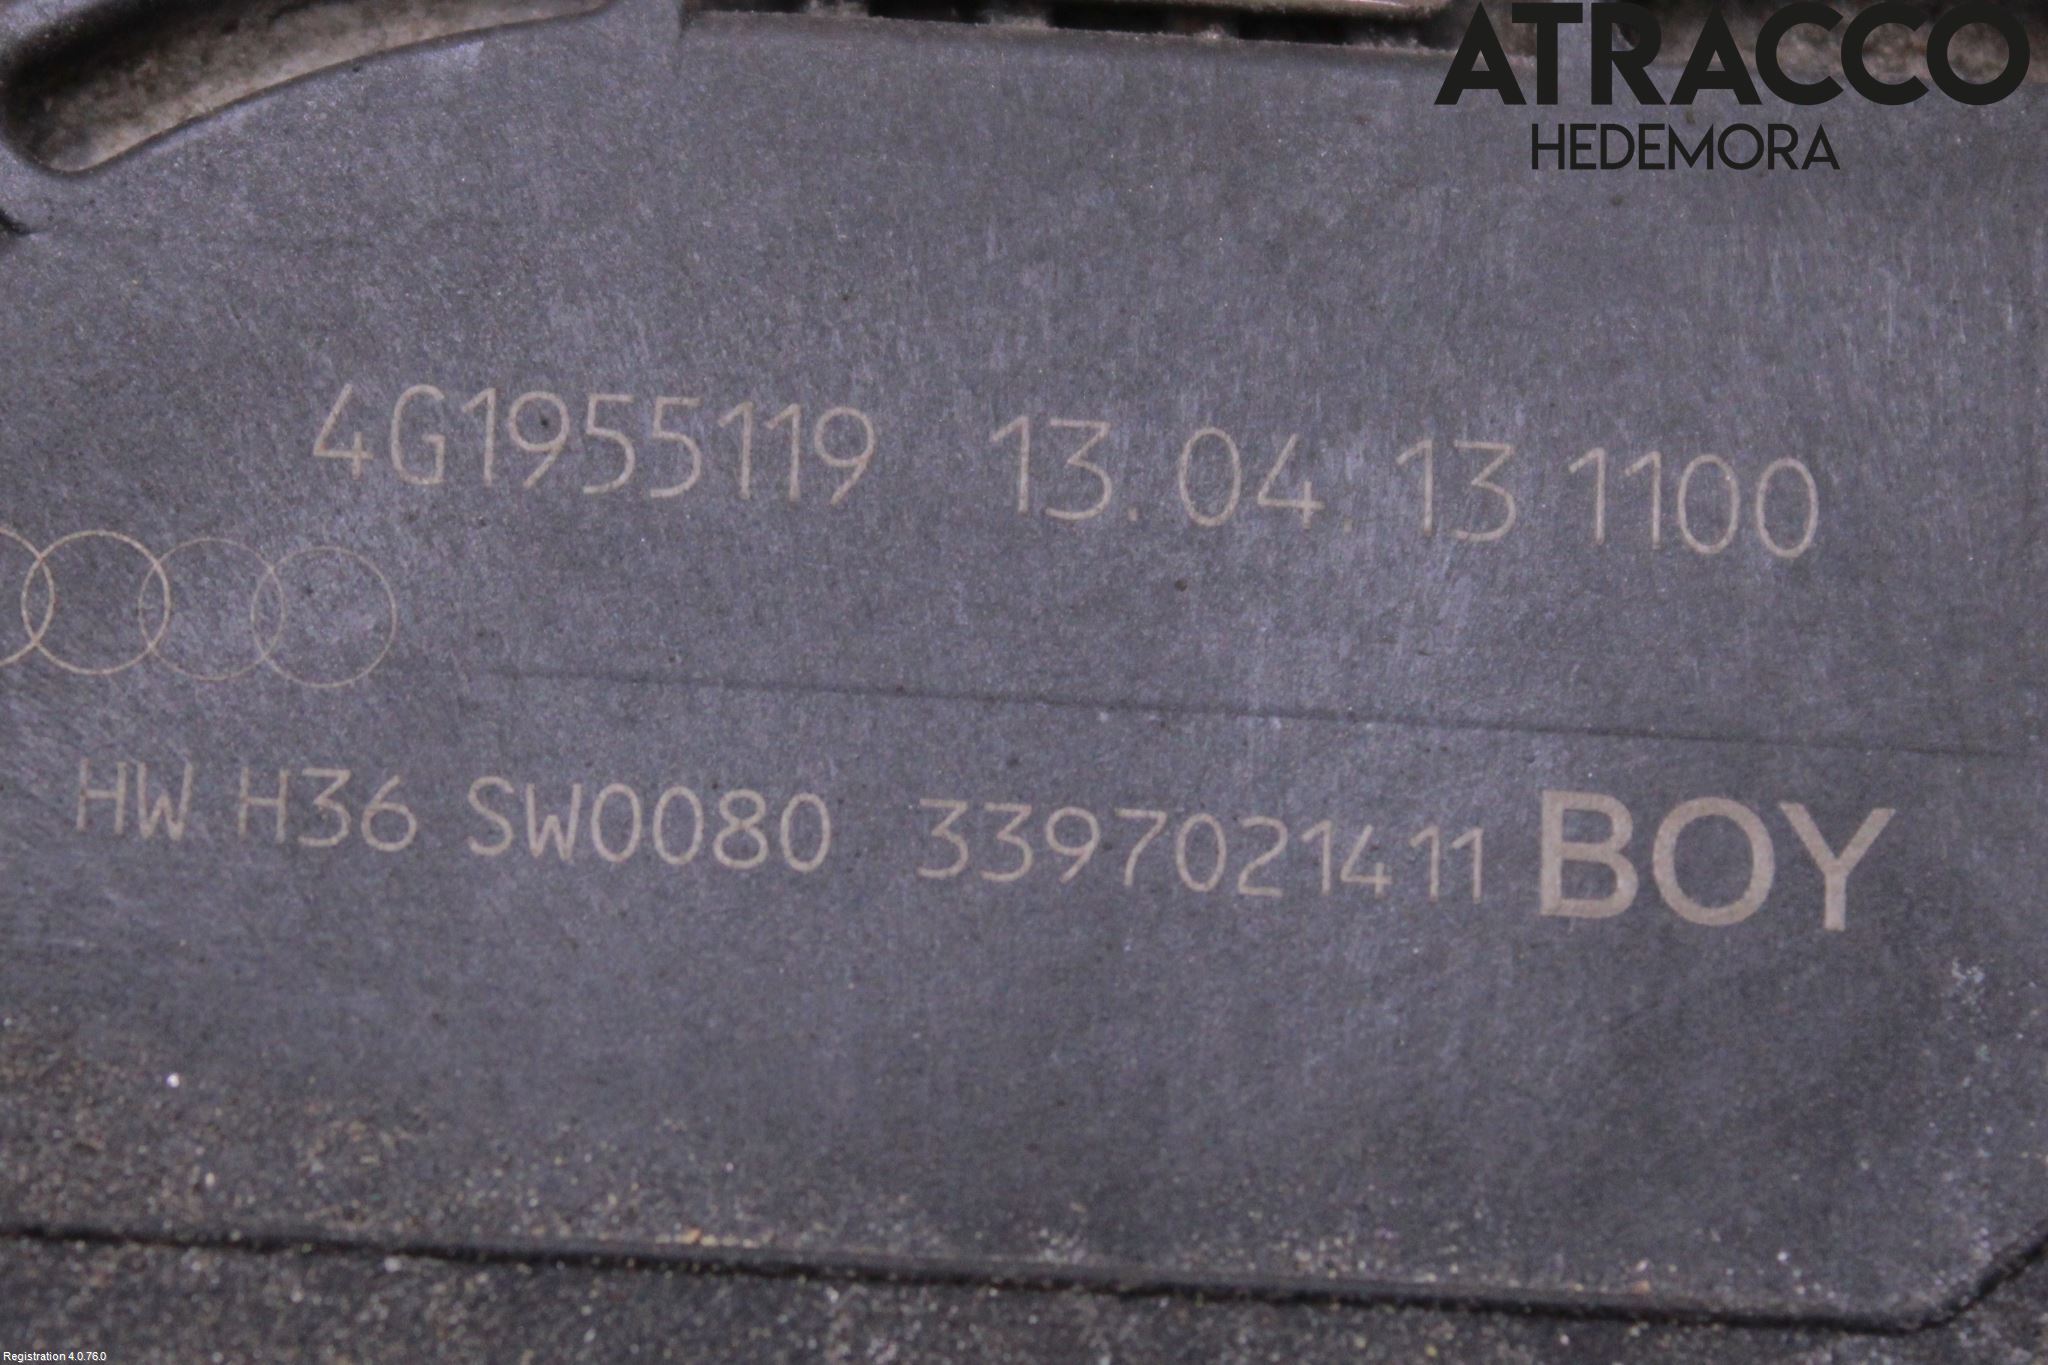 ATRACCO
HEDEMORA
4G1955119 13.04.13 1100
HW H36 SW0080 3397021411 BOY
Registration 4.0.76.0